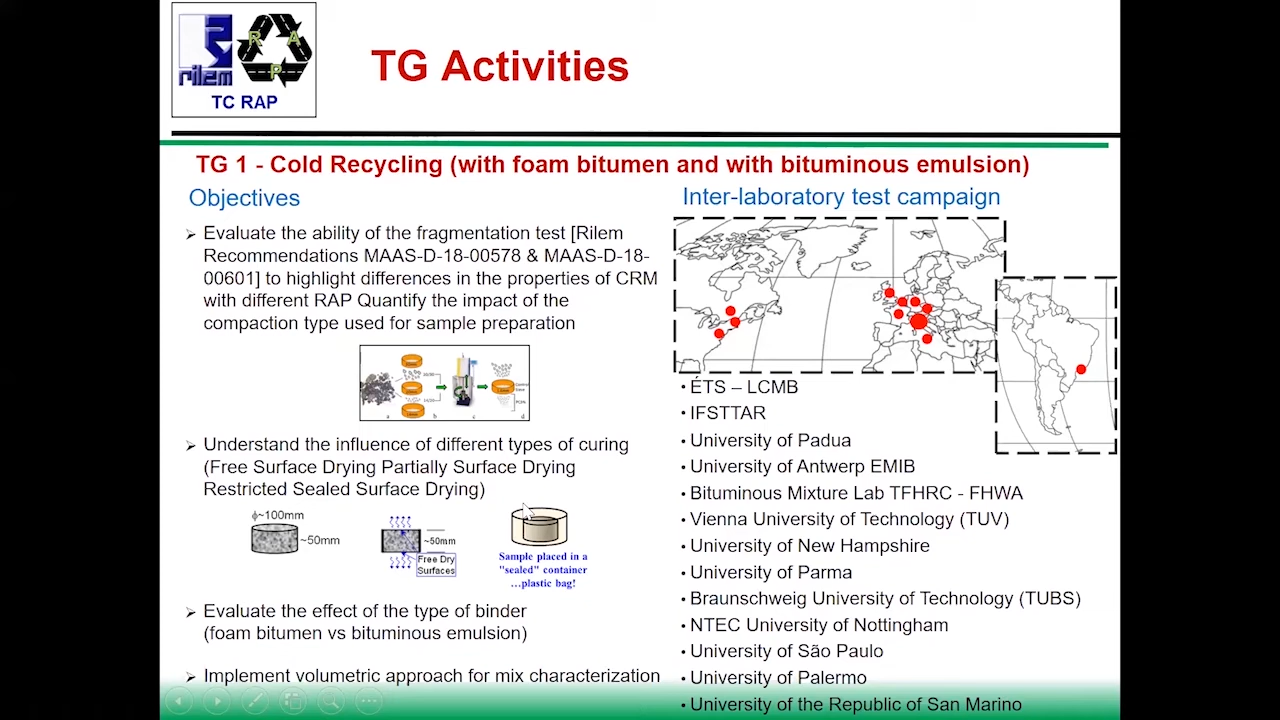 rilem
R A P
TC RAP
TG Activities
TG 1 - Cold Recycling (with foam bitumen and with bituminous emulsion)
Objectives
➢ Evaluate the ability of the fragmentation test [Rilem
Recommendations MAAS-D-18-00578 & MAAS-D-18-
00601] to highlight differences in the properties of CRM
with different RAP Quantify the impact of the
compaction type used for sample preparation
a b c d
➢ Understand the influence of different types of curing
(Free Surface Drying Partially Surface Drying
Restricted Sealed Surface Drying)
ϕ~100mm
~50mm
~50mm
Free Dry
Surfaces
Sample placed in a
"sealed" container
…plastic bag!
➢ Evaluate the effect of the type of binder
(foam bitumen vs bituminous emulsion)
➢ Implement volumetric approach for mix characterization
Inter-laboratory test campaign
• ÉTS – LCMB
• IFSTTAR
• University of Padua
• University of Antwerp EMIB
• Bituminous Mixture Lab TFHRC - FHWA
• Vienna University of Technology (TUV)
• University of New Hampshire
• University of Parma
• Braunschweig University of Technology (TUBS)
• NTEC University of Nottingham
• University of São Paulo
• University of Palermo
• University of the Republic of San Marino